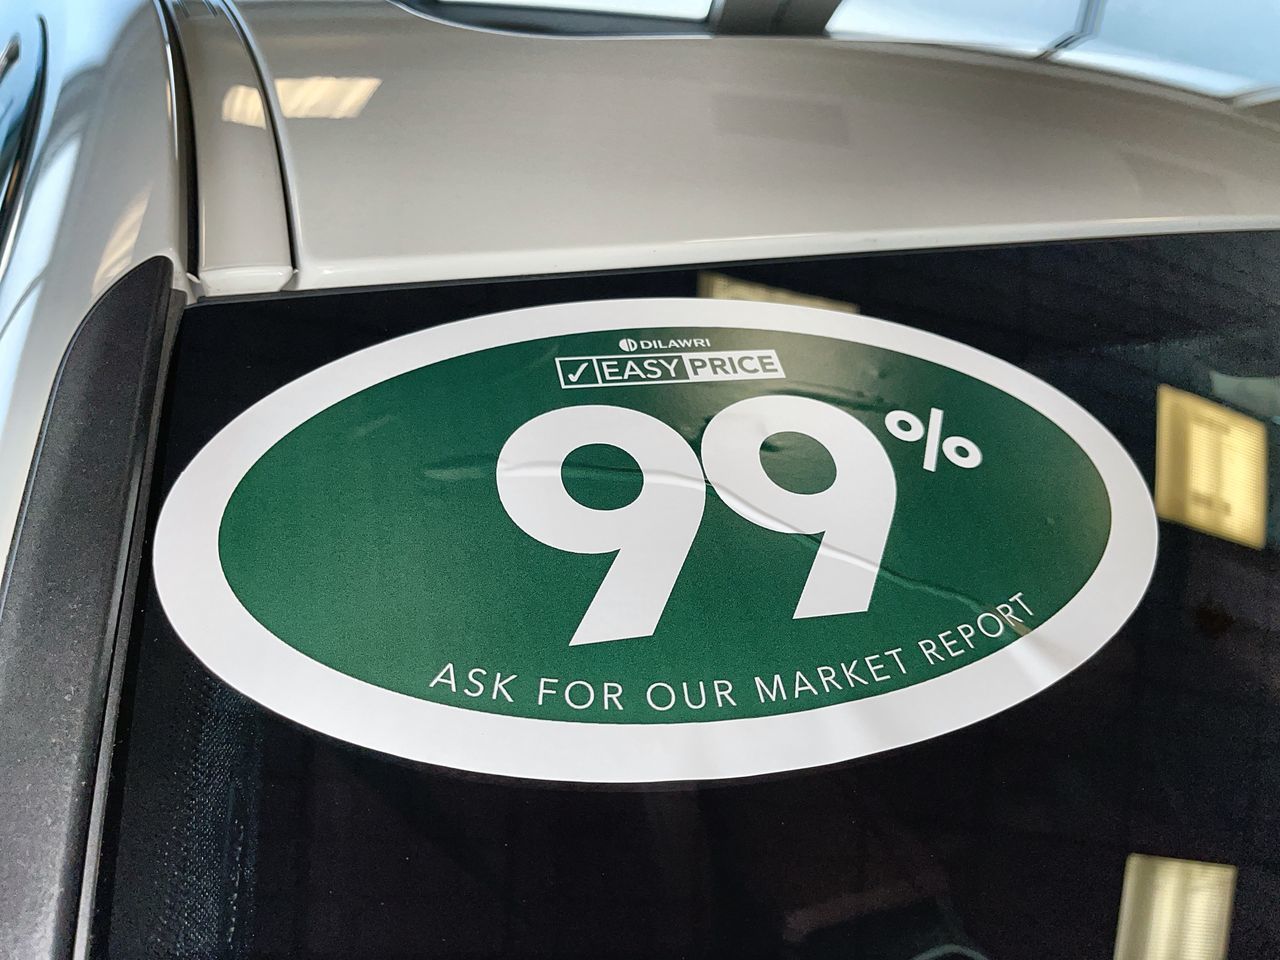 DILAWRI
✓ EASY PRICE
99%
ASK FOR OUR MARKET REPORT